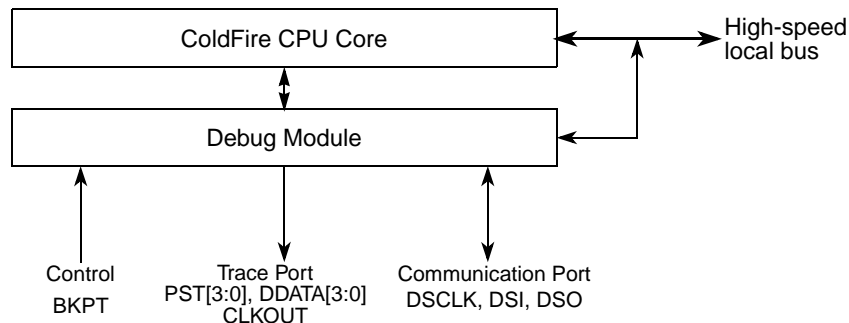 ColdFire CPU Core
High-speed
local bus
Debug Module
Control
BKPT
Trace Port
PST[3:0], DDATA[3:0]
CLKOUT
Communication Port
DSCLK, DSI, DSO